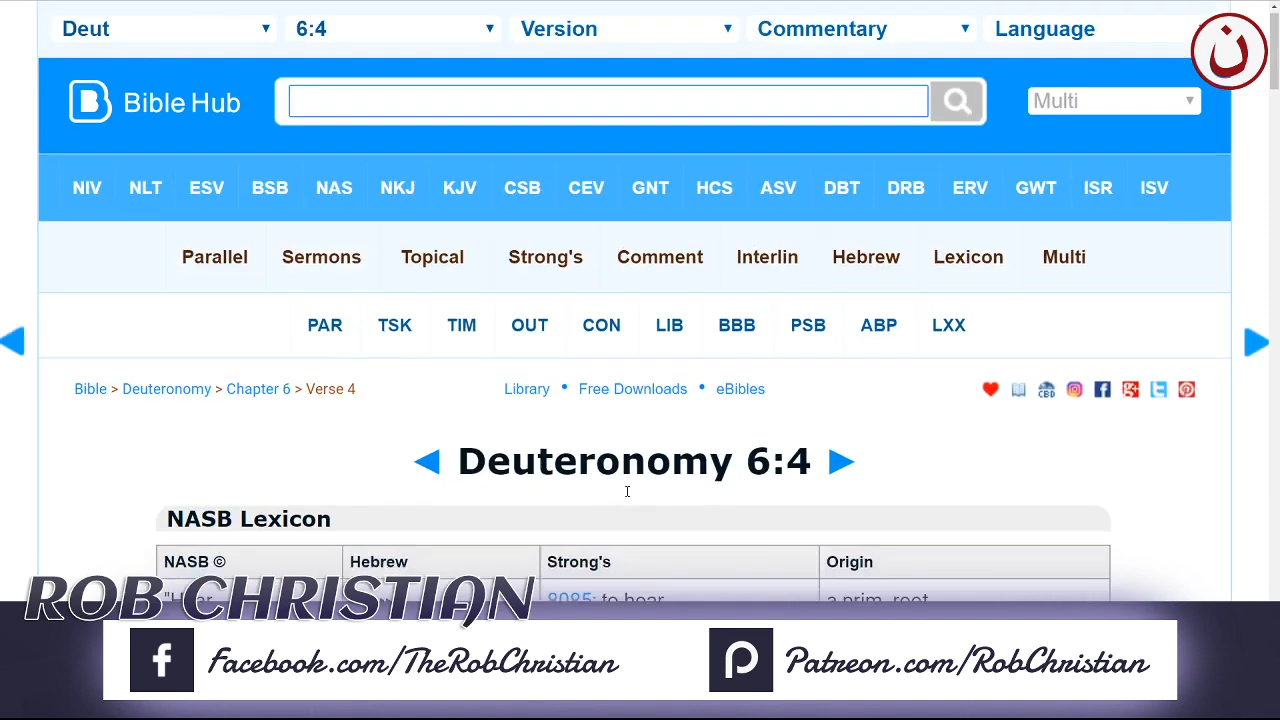 Deut 6:4 Version Commentary Language
ن
Bible Hub Multi
NIV NLT ESV BSB NAS NKJ KJV CSB CEV GNT HCS ASV DBT DRB ERV GWT ISR ISV
Parallel Sermons Topical Strong's Comment Interlin Hebrew Lexicon Multi
PAR TSK TIM OUT CON LIB BBB PSB ABP LXX
Bible > Deuteronomy > Chapter 6 > Verse 4 Library • Free Downloads • eBibles
Deuteronomy 6:4
NASB Lexicon
NASB © Hebrew Strong's Origin
"Hear, 8085: to hear a prim. root
ROB CHRISTIAN
Facebook.com/TheRobChristian Patreon.com/RobChristian